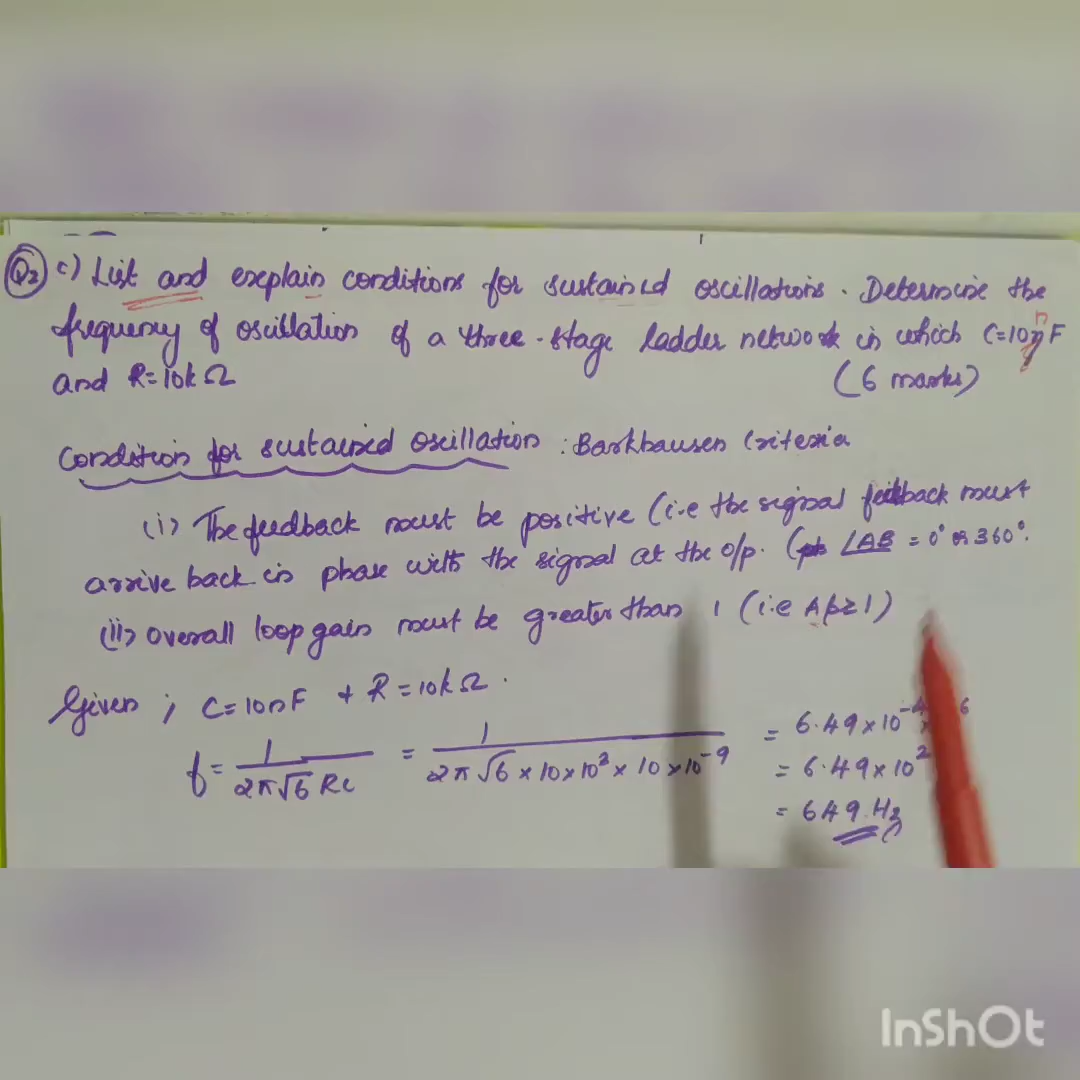 Q2 c) List and explain conditions for sustained oscillations. Determine the
frequency of oscillation of a three-stage ladder network in which C=10nF
and R=10kΩ (6 marks)
Condition for sustained oscillation : Barkhausen Criteria
(i) The feedback must be positive (i.e the signal feedback must
arrive back in phase with the signal at the o/p. ( ∠AB = 0° or 360°.
(ii) Overall loop gain must be greater than 1 (i.e Aβ≥1)
Given ; C=10nF + R=10kΩ.
f = 1 / 2π√6 RC = 1 / 2π√6 × 10×10³ × 10×10⁻⁹
= 6.49×10⁻⁴
= 6.49×10²
= 649.Hz
InShOt